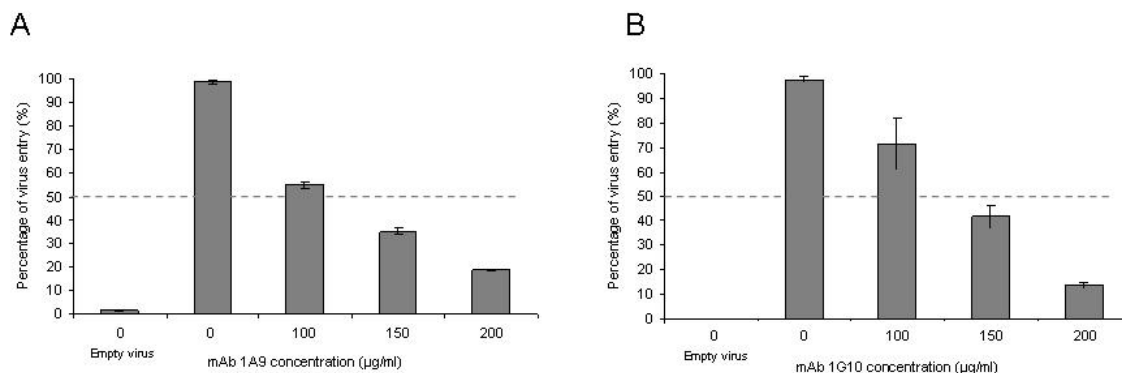 A
Percentage of virus entry (%)
100
90
80
70
60
50
40
30
20
10
0
0 0 100 150 200
Empty virus
mAb 1A9 concentration (µg/ml)
B
Percentage of virus entry (%)
100
90
80
70
60
50
40
30
20
10
0
0 0 100 150 200
Empty virus
mAb 1G10 concentration (µg/ml)